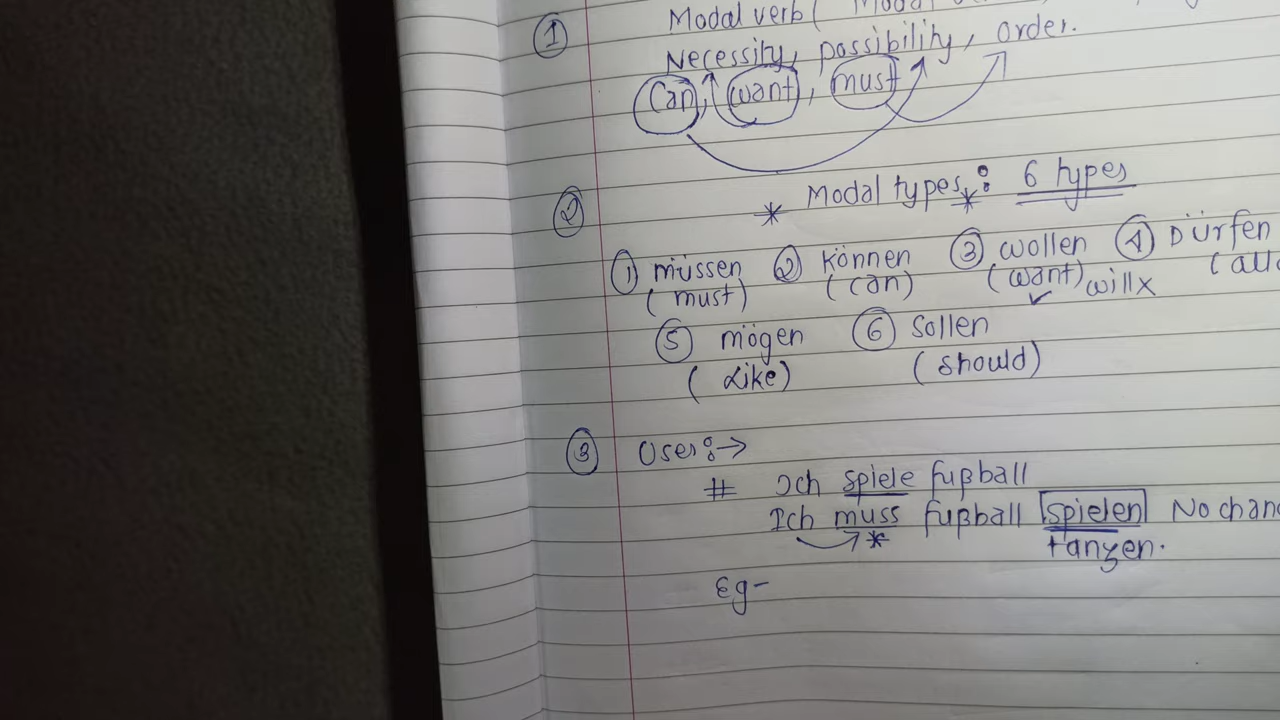 ① Modal verb (
Necessity, possibility, order.
Can, want, must
② * Modal types * : 6 types
① müssen ② können ③ wollen ④ Dürfen
(must) (can) (want) willx
⑤ mögen ⑥ Sollen
(Like) (should)
③ Uses :→
# Ich spiele fußball
Ich muss fußball spielen No
* tanzen.
Eg-